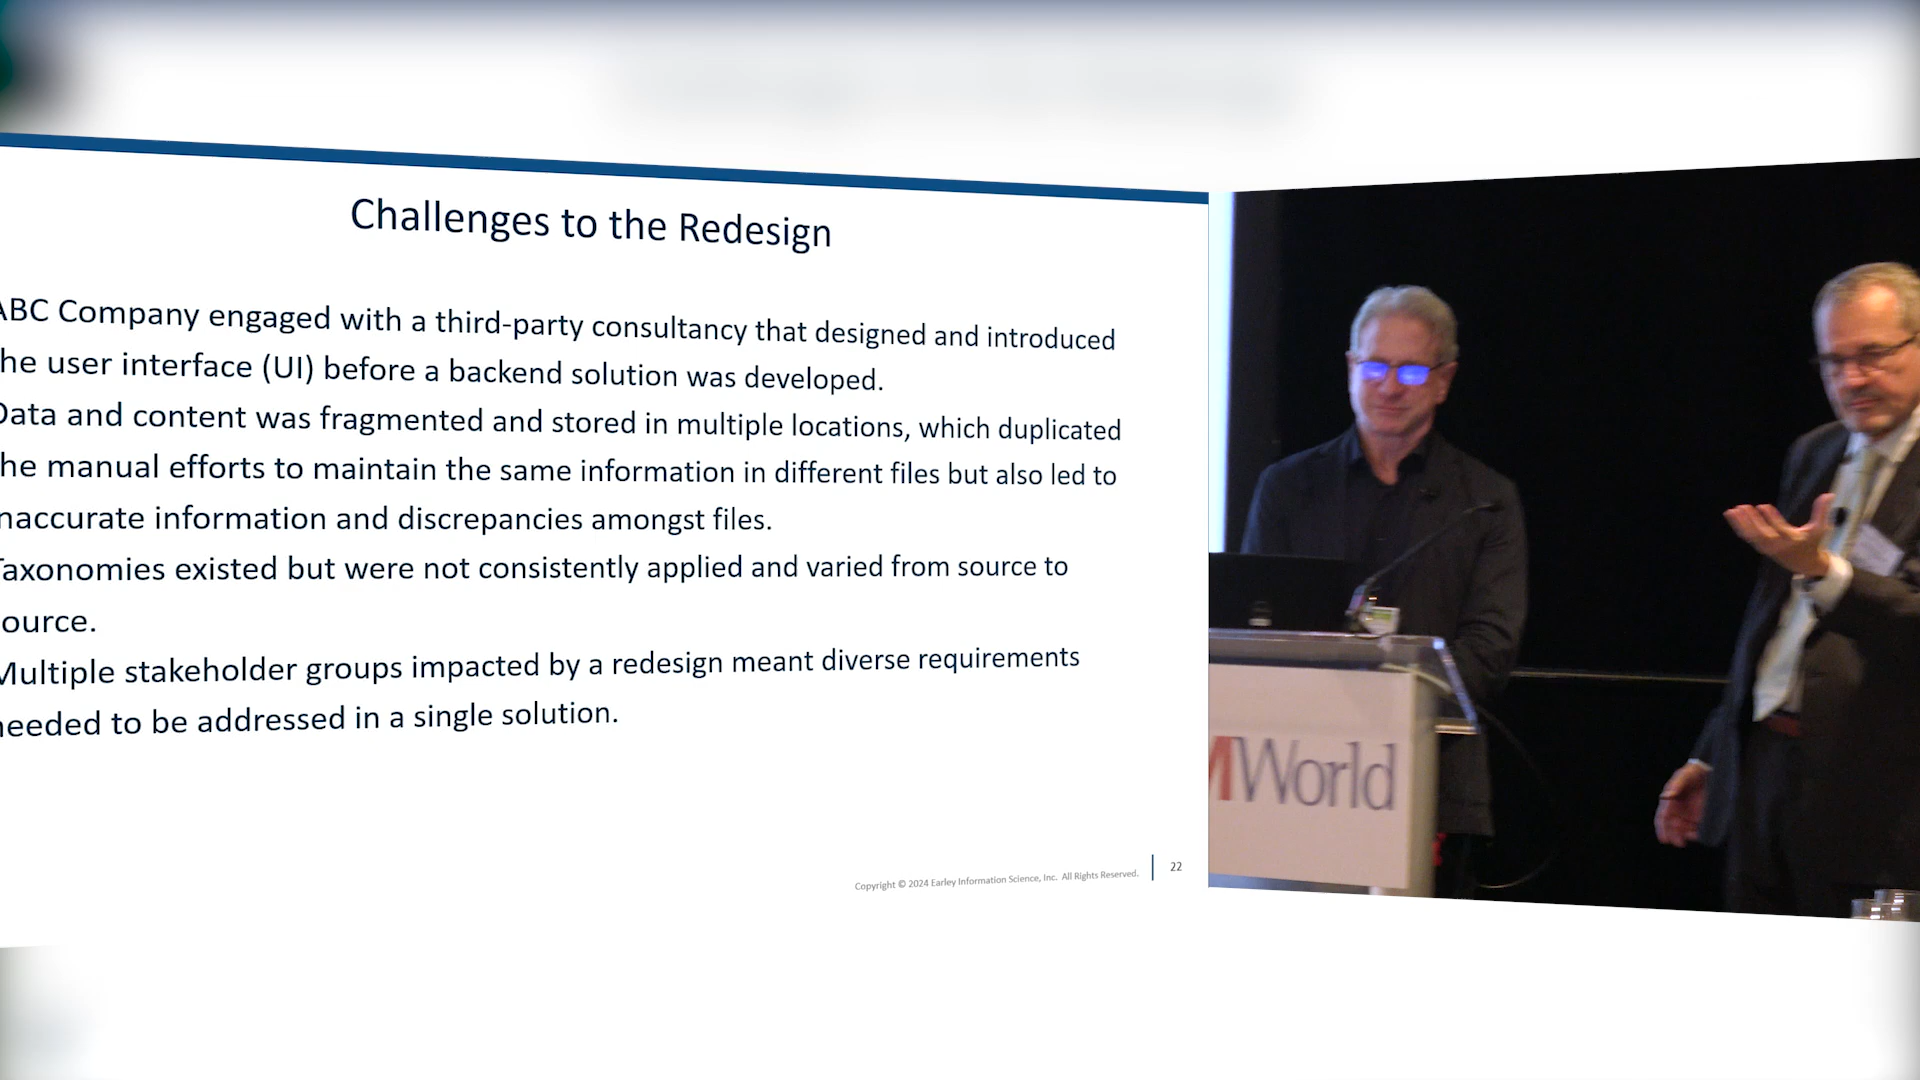 Challenges to the Redesign
ABC Company engaged with a third-party consultancy that designed and introduced
he user interface (UI) before a backend solution was developed.
Data and content was fragmented and stored in multiple locations, which duplicated
he manual efforts to maintain the same information in different files but also led to
naccurate information and discrepancies amongst files.
Taxonomies existed but were not consistently applied and varied from source to
ource.
Multiple stakeholder groups impacted by a redesign meant diverse requirements
needed to be addressed in a single solution.
Copyright © 2024 Earley Information Science, Inc. All Rights Reserved.
22
MWorld